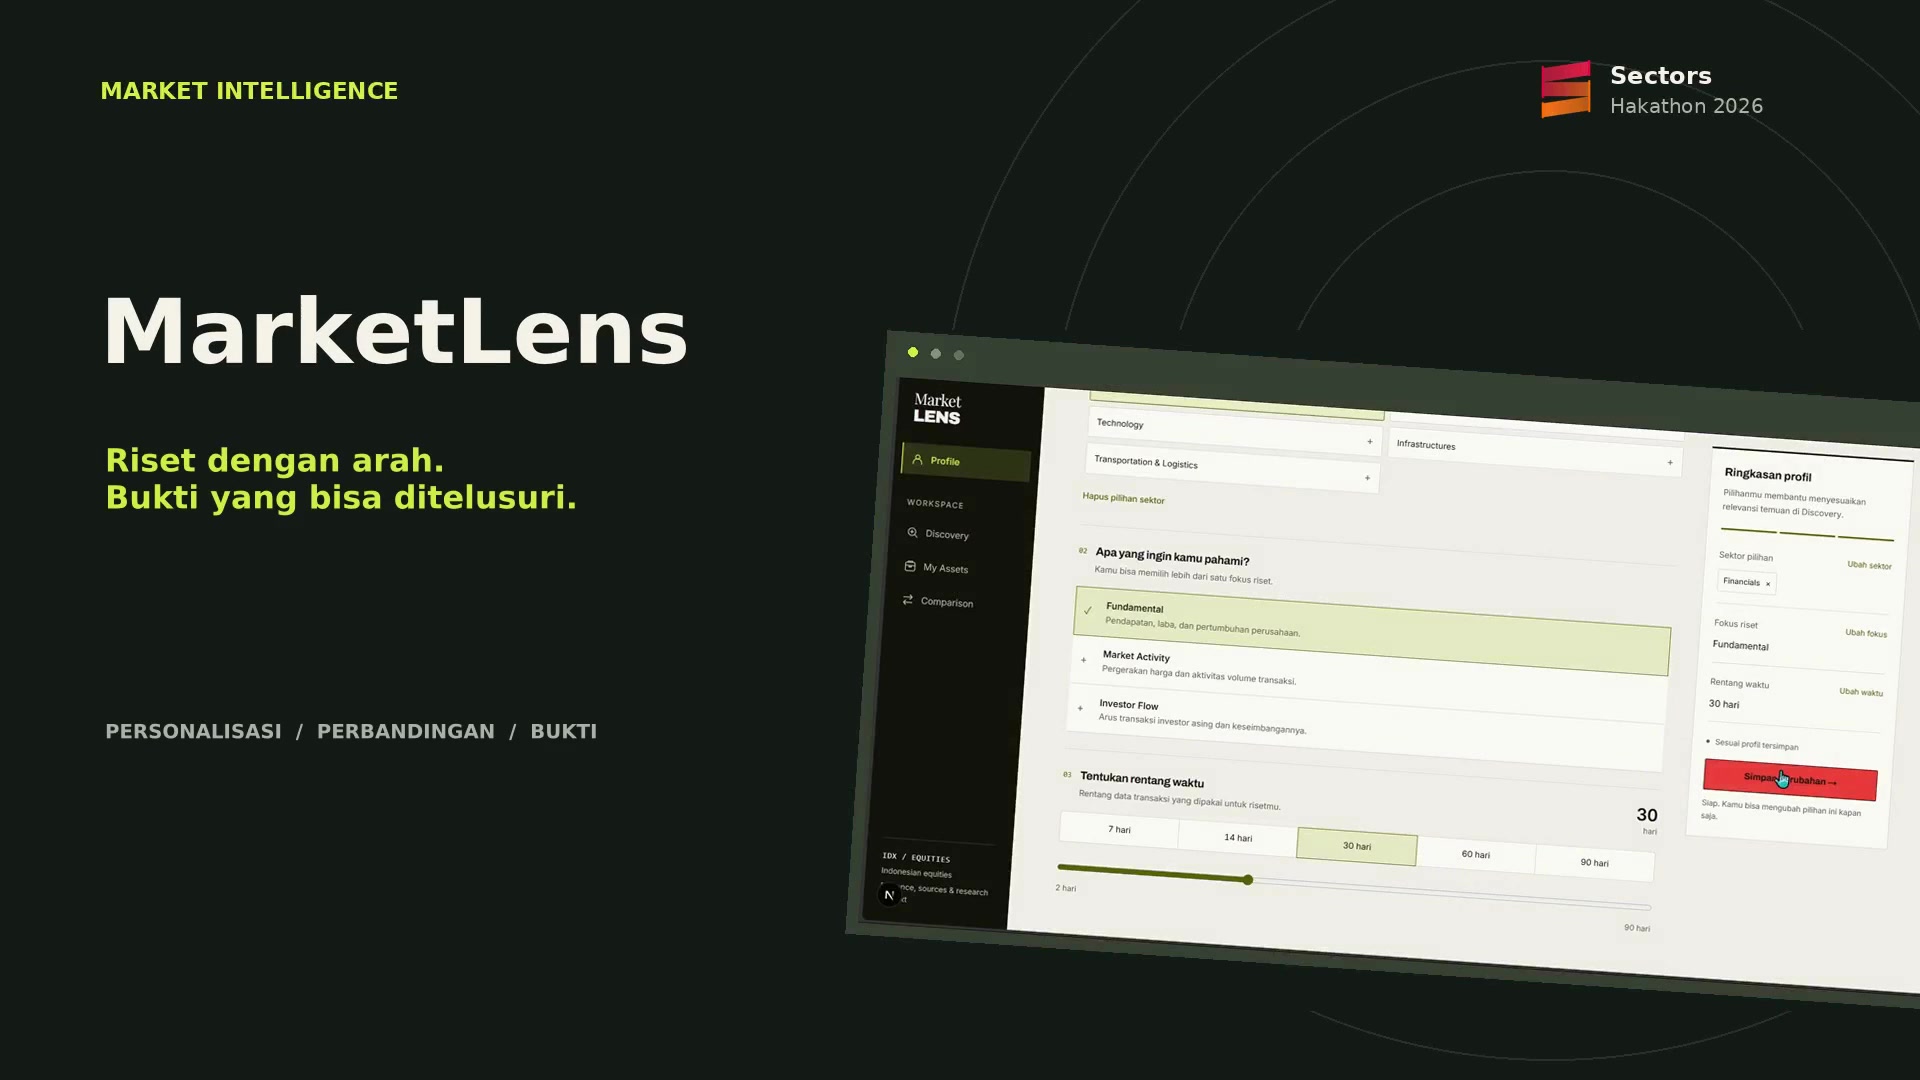 MARKET INTELLIGENCE
Sectors
Hakathon 2026
MarketLens
Riset dengan arah.
Bukti yang bisa ditelusuri.
PERSONALISASI / PERBANDINGAN / BUKTI
Market
LENS
Profile
WORKSPACE
Discovery
My Assets
Comparison
IDX / EQUITIES
Indonesian equities
sources & research
N
Technology +
Infrastructures +
Transportation & Logistics +
Hapus pilihan sektor
02 Apa yang ingin kamu pahami?
Kamu bisa memilih lebih dari satu fokus riset.
✓ Fundamental
Pendapatan, laba, dan pertumbuhan perusahaan.
+ Market Activity
Pergerakan harga dan aktivitas volume transaksi.
+ Investor Flow
Arus transaksi investor asing dan keseimbangannya.
03 Tentukan rentang waktu
Rentang data transaksi yang dipakai untuk risetmu.
30
hari
7 hari
14 hari
30 hari
60 hari
90 hari
2 hari
90 hari
Ringkasan profil
Pilihanmu membantu menyesuaikan
relevansi temuan di Discovery.
Sektor pilihan
Ubah sektor
Financials ×
Fokus riset
Ubah fokus
Fundamental
Rentang waktu
Ubah waktu
30 hari
• Sesuai profil tersimpan
→
Siap. Kamu bisa mengubah pilihan ini kapan
saja.